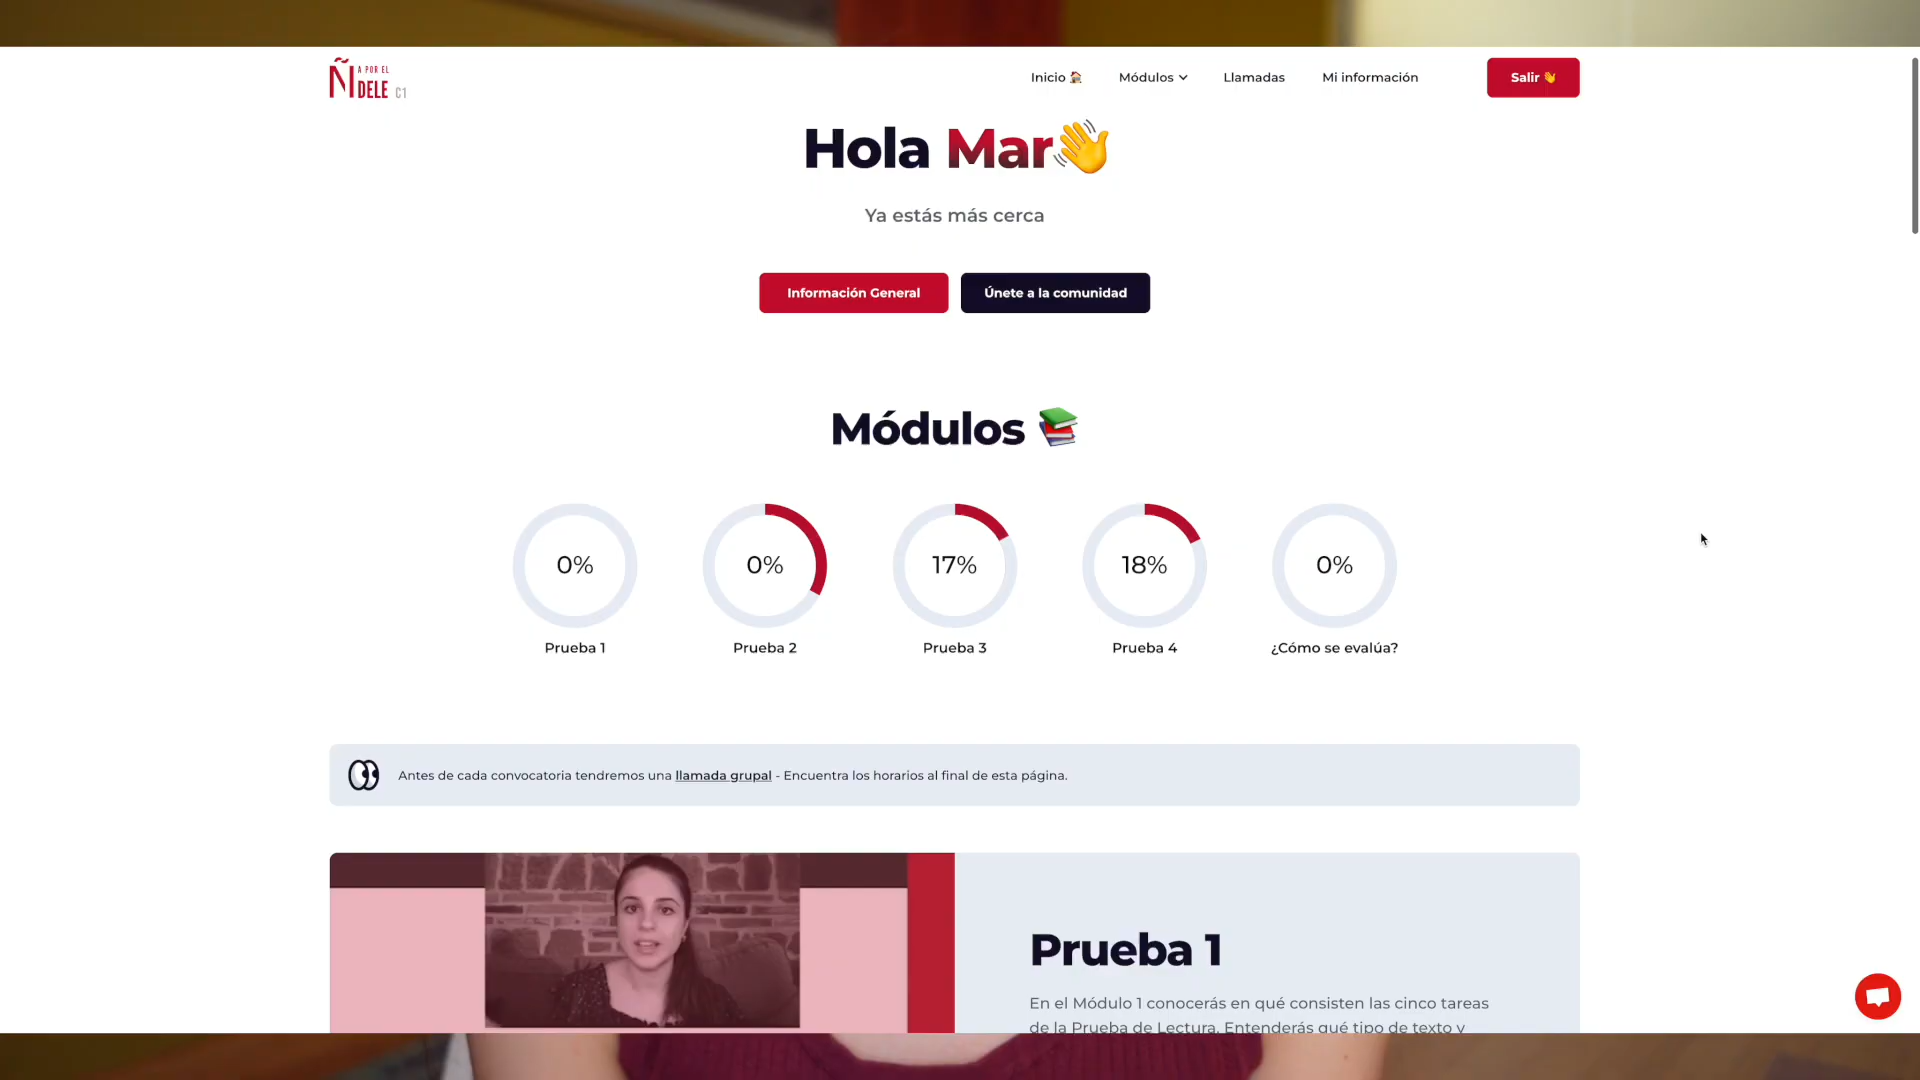 Ñ A POR EL
DELE C1
Inicio
Módulos
Llamadas
Mi información
Salir
Hola Mar
Ya estás más cerca
Información General
Únete a la comunidad
Módulos
0%
0%
17%
18%
0%
Prueba 1
Prueba 2
Prueba 3
Prueba 4
¿Cómo se evalúa?
Antes de cada convocatoria tendremos una llamada grupal - Encuentra los horarios al final de esta página.
Prueba 1
En el Módulo 1 conocerás en qué consisten las cinco tareas
de la Prueba de Lectura. Entenderás qué tipo de texto y